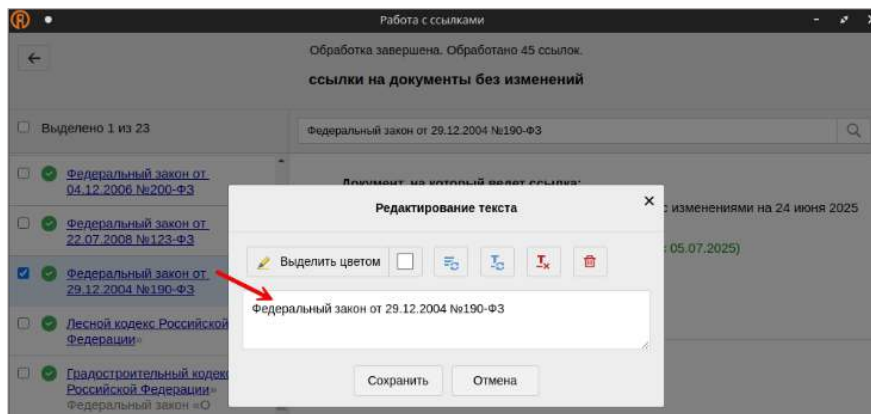 Работа с ссылками
Обработка завершена. Обработано 45 ссылок.
ссылки на документы без изменений
Выделено 1 из 23
Федеральный закон от 29.12.2004 №190-ФЗ
Федеральный закон от
04.12.2006 №200-ФЗ
Документ, на который ведет ссылка:
Федеральный закон от
22.07.2008 №123-ФЗ
с изменениями на 24 июня 2025
05.07.2025)
Федеральный закон от
29.12.2004 №190-ФЗ
Лесной кодекс Российской
Федерации»
Градостроительный кодекс
Российской Федерации»
Федеральный закон «О
Редактирование текста
Выделить цветом
Федеральный закон от 29.12.2004 №190-ФЗ
Сохранить Отмена